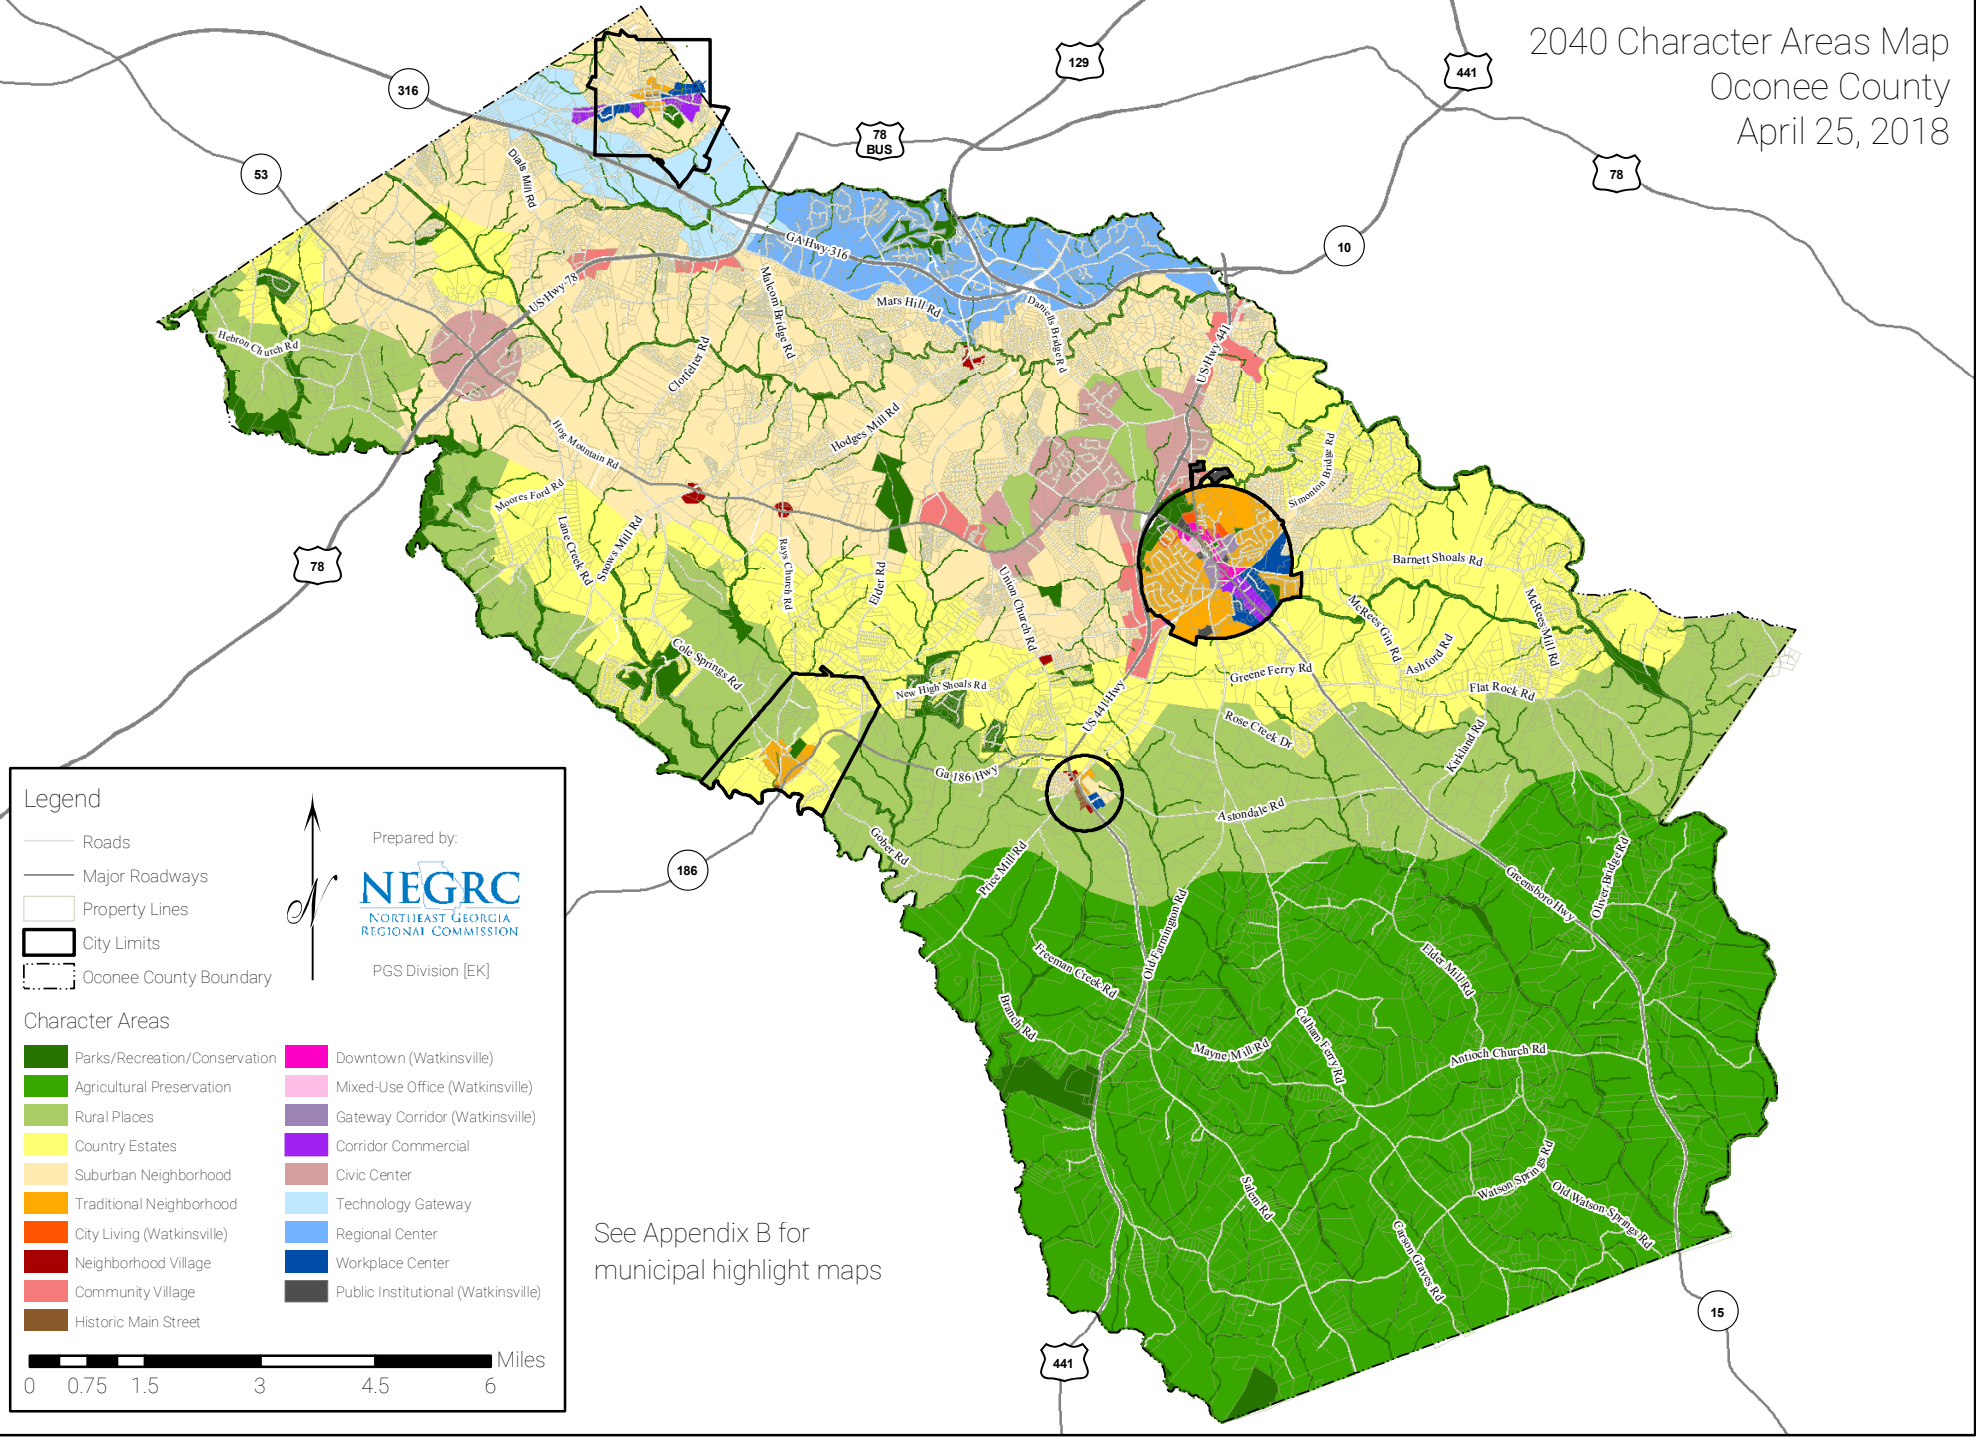 2040 Character Areas Map
Oconee County
April 25, 2018
316
53
129
441
78
BUS
78
10
Dials Mill Rd
GA Hwy 316
US Hwy 78
Malcom Bridge Rd
Mars Hill Rd
Daniells Bridge Rd
US Hwy 441
Hebron Church Rd
Clotfelter Rd
Hodges Mill Rd
Hog Mountain Rd
Moores Ford Rd
Lane Creek Rd
Snows Mill Rd
Simonton Bridge Rd
78
Rays Church Rd
Elder Rd
Union Church Rd
Barnett Shoals Rd
McRees Gin Rd
Ashford Rd
McRees Mill Rd
Cole Springs Rd
New High Shoals Rd
US 441 Hwy
Greene Ferry Rd
Flat Rock Rd
Rose Creek Dr
Kirkland Rd
Ga 186 Hwy
Astondale Rd
Gober Rd
Price Mill Rd
186
Greensboro Hwy
Oliver Bridge Rd
Old Farmington Rd
Freeman Creek Rd
Elder Mill Rd
Branch Rd
Mayne Mill Rd
Colham Ferry Rd
Antioch Church Rd
Salem Rd
Watson Springs Rd
Old Watson Springs Rd
Carson Graves Rd
15
441
Legend
Roads
Major Roadways
Property Lines
City Limits
Oconee County Boundary
N
Prepared by:
NEGRC
NORTHEAST GEORGIA
REGIONAL COMMISSION
PGS Division [EK]
Character Areas
Parks/Recreation/Conservation
Agricultural Preservation
Rural Places
Country Estates
Suburban Neighborhood
Traditional Neighborhood
City Living (Watkinsville)
Neighborhood Village
Community Village
Historic Main Street
Downtown (Watkinsville)
Mixed-Use Office (Watkinsville)
Gateway Corridor (Watkinsville)
Corridor Commercial
Civic Center
Technology Gateway
Regional Center
Workplace Center
Public Institutional (Watkinsville)
Miles
0 0.75 1.5 3 4.5 6
See Appendix B for
municipal highlight maps